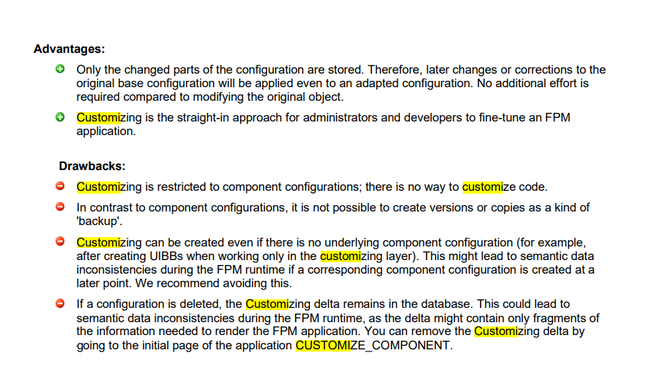 Advantages:
Only the changed parts of the configuration are stored. Therefore, later changes or corrections to the
original base configuration will be applied even to an adapted configuration. No additional effort is
required compared to modifying the original object.
Customizing is the straight-in approach for administrators and developers to fine-tune an FPM
application.
Drawbacks:
Customizing is restricted to component configurations; there is no way to customize code.
In contrast to component configurations, it is not possible to create versions or copies as a kind of
'backup'.
Customizing can be created even if there is no underlying component configuration (for example,
after creating UIBBs when working only in the customizing layer). This might lead to semantic data
inconsistencies during the FPM runtime if a corresponding component configuration is created at a
later point. We recommend avoiding this.
If a configuration is deleted, the Customizing delta remains in the database. This could lead to
semantic data inconsistencies during the FPM runtime, as the delta might contain only fragments of
the information needed to render the FPM application. You can remove the Customizing delta by
going to the initial page of the application CUSTOMIZE_COMPONENT.